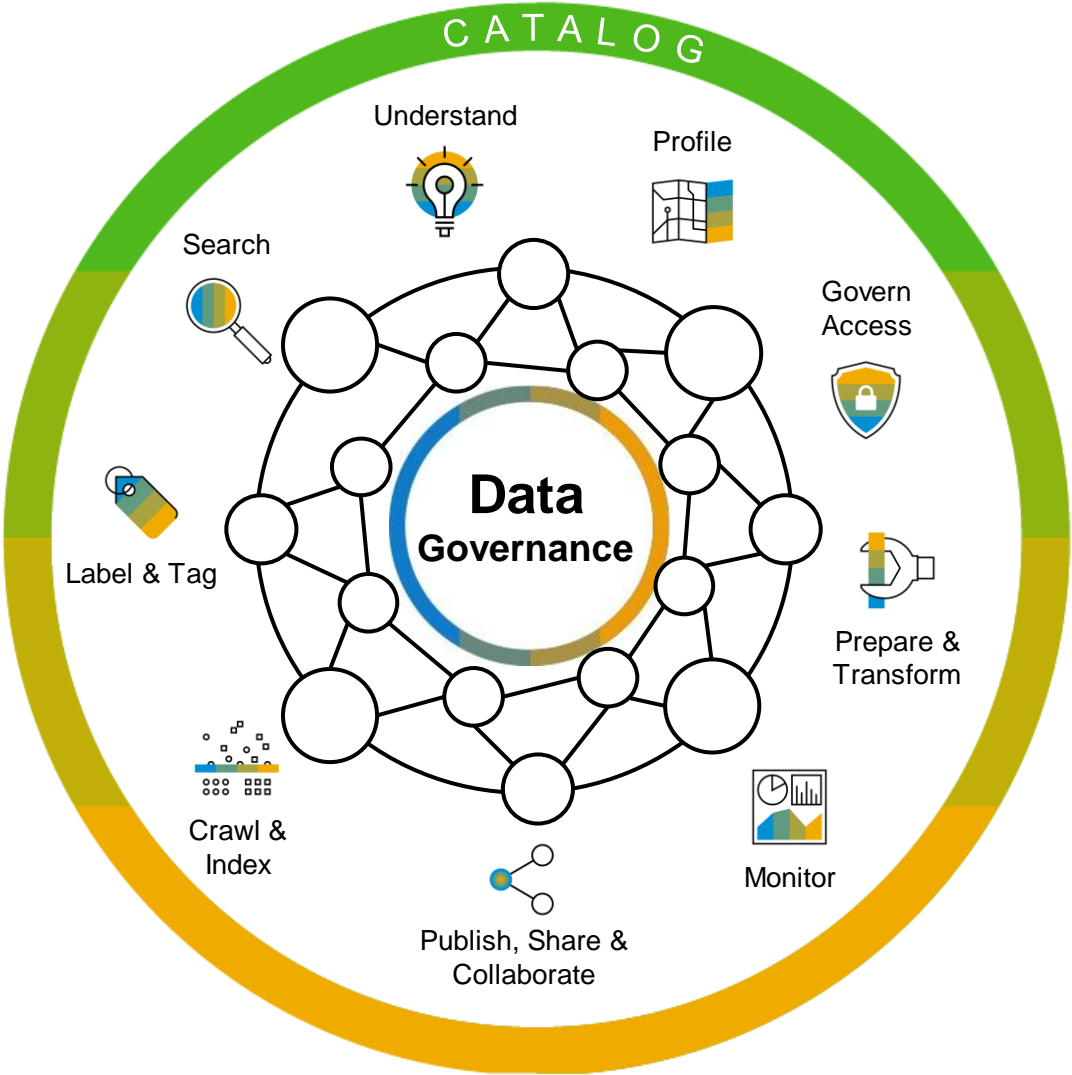 CATALOG
Understand
Profile
Search
Govern
Access
Data
Governance
Label & Tag
Prepare &
Transform
Crawl &
Index
Monitor
Publish, Share &
Collaborate